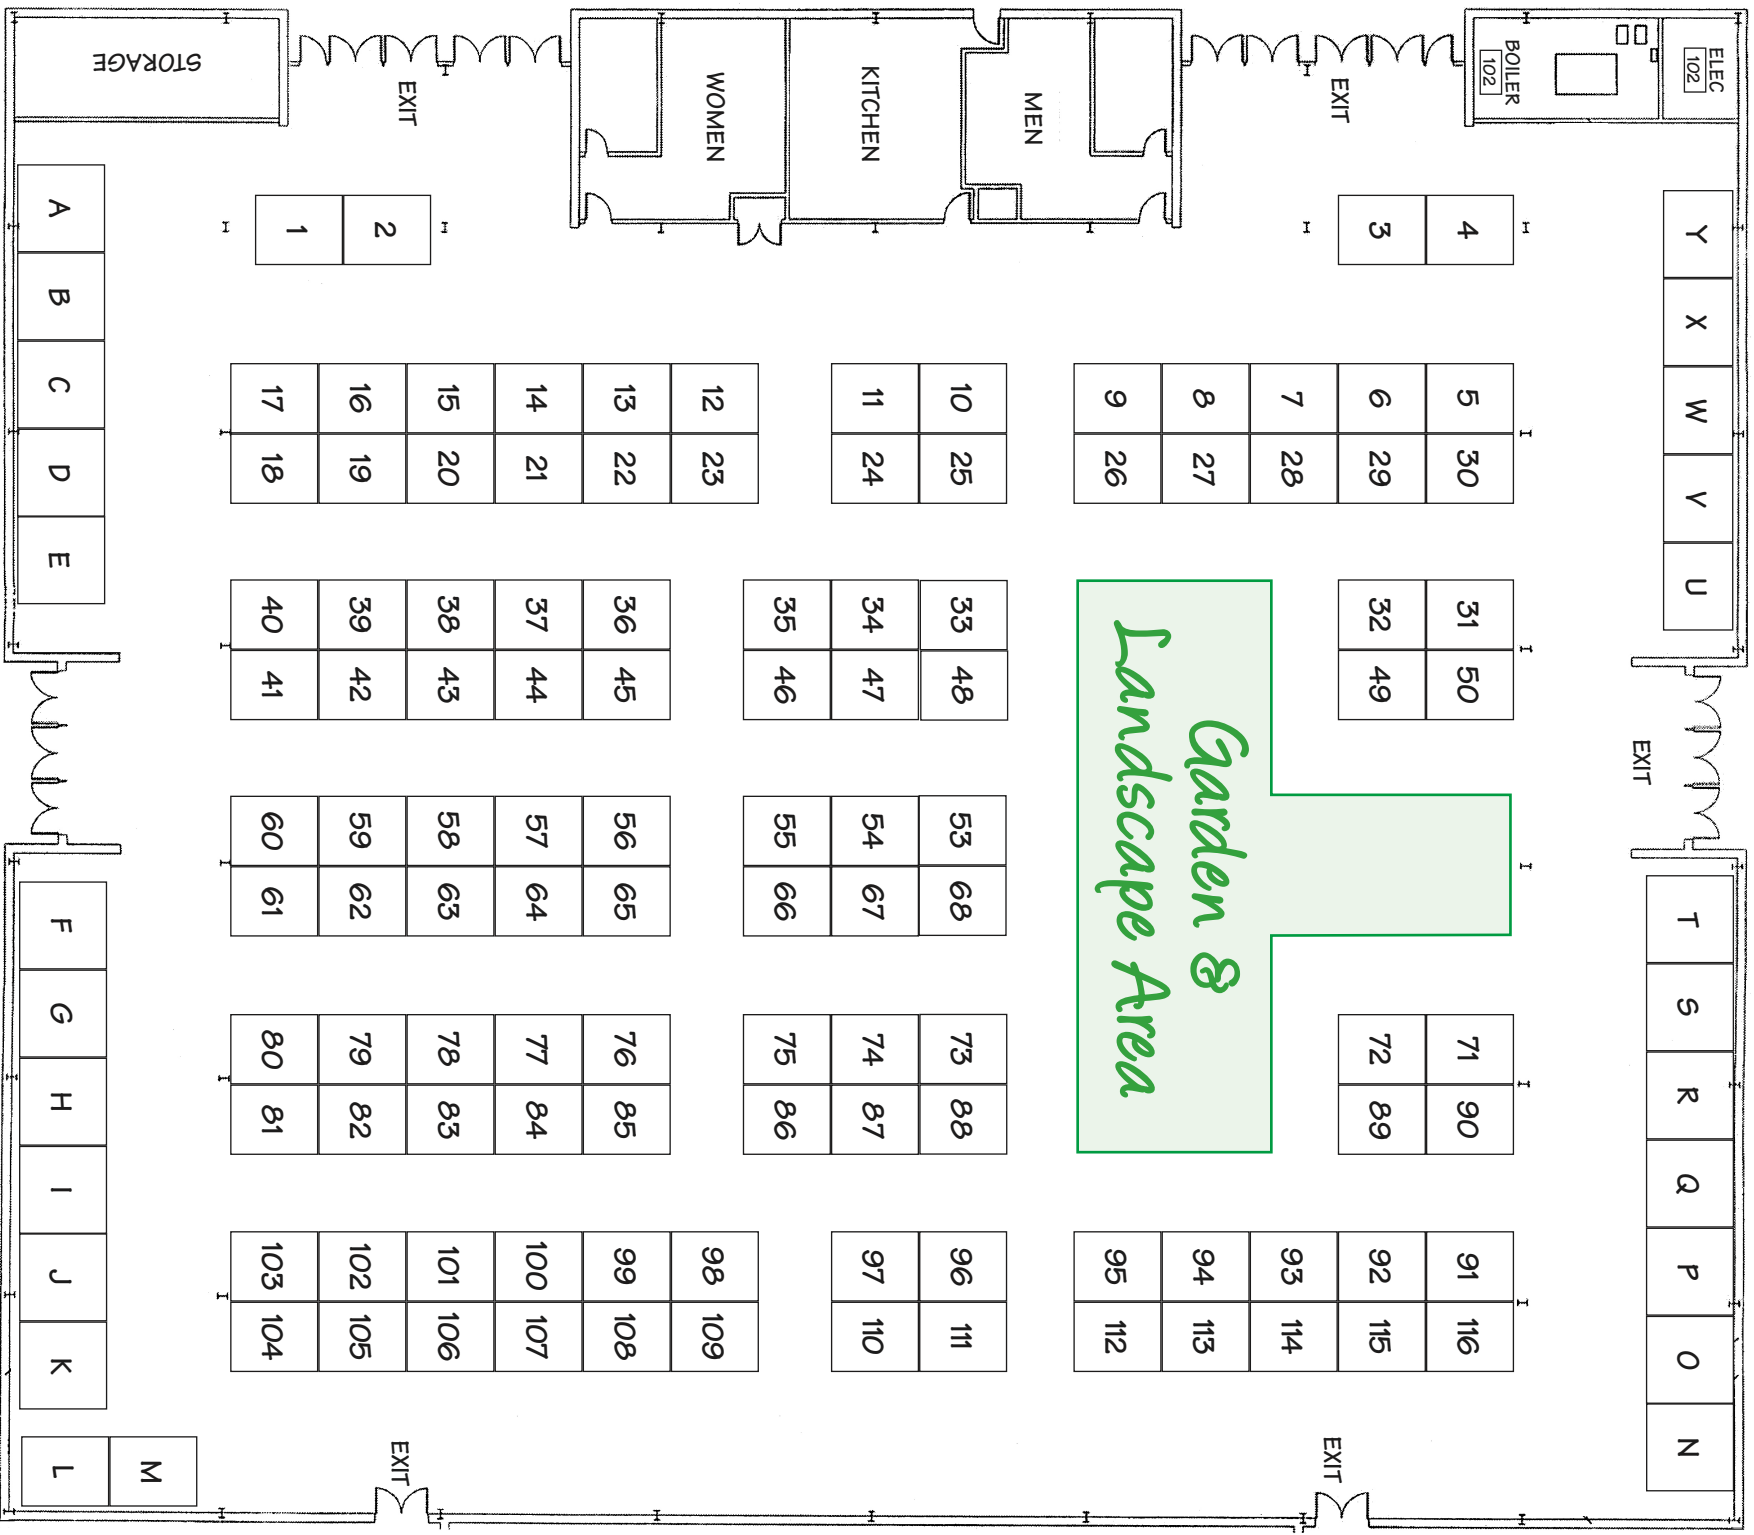 STORAGE
EXIT
WOMEN
KITCHEN
MEN
EXIT
BOILER
102
ELEC
102
A
B
C
D
E
1 2
3 4
Y
X
W
V
U
17 16 15 14 13 12
18 19 20 21 22 23
11 10
24 25
9 8 7 6 5
26 27 28 29 30
40 39 38 37 36
41 42 43 44 45
35 34 33
46 47 48
32 31
49 50
Garden &
Landscape Area
EXIT
60 59 58 57 56
61 62 63 64 65
55 54 53
66 67 68
F
G
H
I
J
K
L M
T
S
R
Q
P
O
N
80 79 78 77 76
81 82 83 84 85
75 74 73
86 87 88
72 71
89 90
103 102 101 100 99 98
104 105 106 107 108 109
97 96
110 111
95 94 93 92 91
112 113 114 115 116
EXIT
EXIT